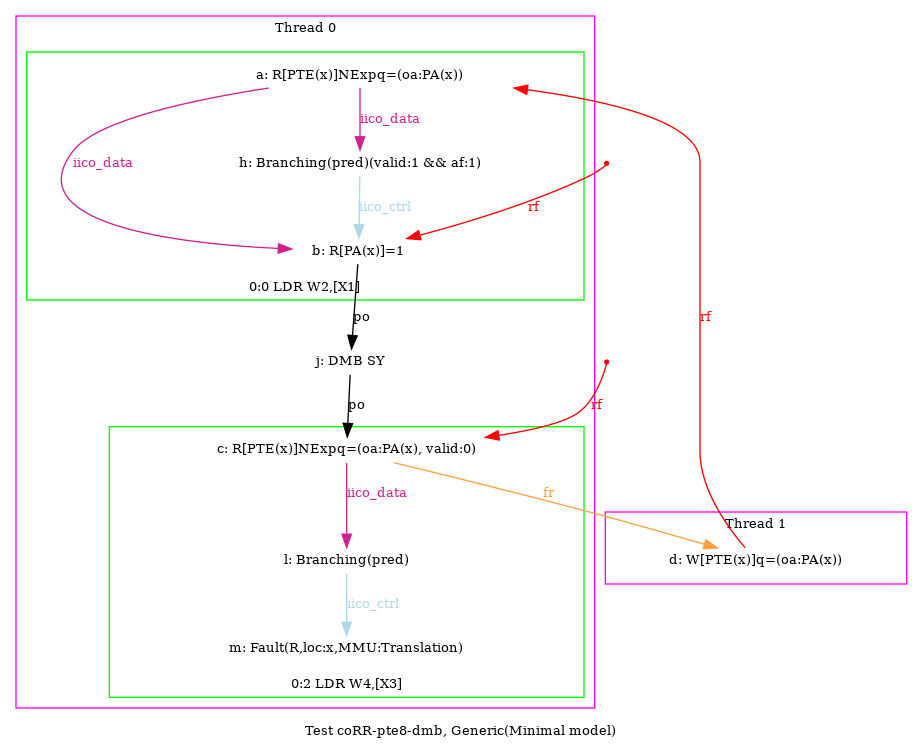 Thread 0
a: R[PTE(x)]NExpq=(oa:PA(x))
iico_data
iico_data
h: Branching(pred)(valid:1 && af:1)
iico_ctrl
rf
b: R[PA(x)]=1
0:0 LDR W2,[X1]
po
rf
j: DMB SY
po
rf
c: R[PTE(x)]NExpq=(oa:PA(x), valid:0)
iico_data
fr
Thread 1
l: Branching(pred)
d: W[PTE(x)]q=(oa:PA(x))
iico_ctrl
m: Fault(R,loc:x,MMU:Translation)
0:2 LDR W4,[X3]
Test coRR-pte8-dmb, Generic(Minimal model)